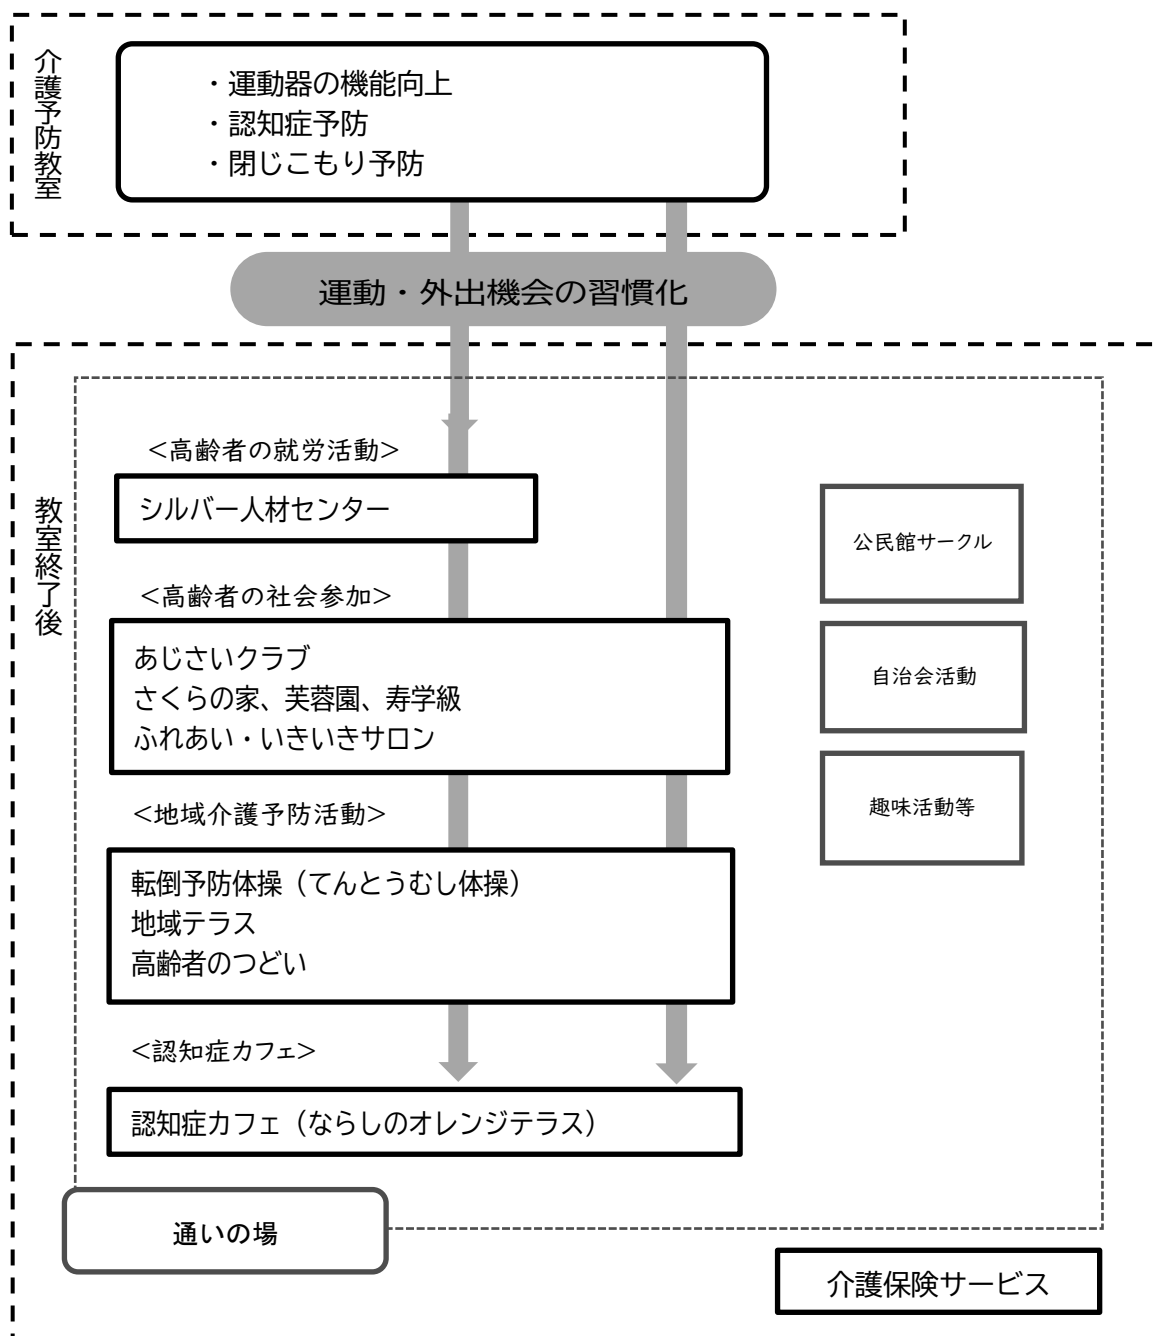 介護予防教室
・運動器の機能向上
・認知症予防
・閉じこもり予防
運動・外出機会の習慣化
教室終了後
<高齢者の就労活動>
シルバー人材センター
<高齢者の社会参加>
あじさいクラブ
さくらの家、芙蓉園、寿学級
ふれあい・いきいきサロン
<地域介護予防活動>
転倒予防体操（てんとうむし体操）
地域テラス
高齢者のつどい
<認知症カフェ>
認知症カフェ（ならしのオレンジテラス）
公民館サークル
自治会活動
趣味活動等
通いの場
介護保険サービス